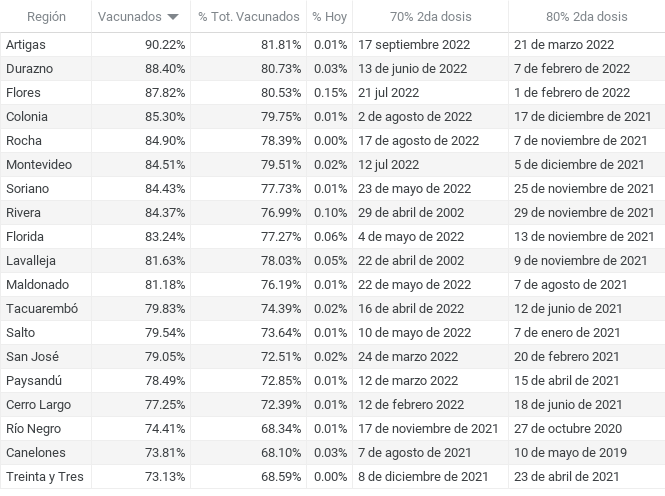 Región Vacunados % Tot. Vacunados % Hoy 70% 2da dosis 80% 2da dosis
Artigas 90.22% 81.81% 0.01% 17 septiembre 2022 21 de marzo 2022
Durazno 88.40% 80.73% 0.03% 13 de junio de 2022 7 de febrero de 2022
Flores 87.82% 80.53% 0.15% 21 jul 2022 1 de febrero de 2022
Colonia 85.30% 79.75% 0.01% 2 de agosto de 2022 17 de diciembre de 2021
Rocha 84.90% 78.39% 0.00% 17 de agosto de 2022 7 de noviembre de 2021
Montevideo 84.51% 79.51% 0.02% 12 jul 2022 5 de diciembre de 2021
Soriano 84.43% 77.73% 0.01% 23 de mayo de 2022 25 de noviembre de 2021
Rivera 84.37% 76.99% 0.10% 29 de abril de 2002 29 de noviembre de 2021
Florida 83.24% 77.27% 0.06% 4 de mayo de 2022 13 de noviembre de 2021
Lavalleja 81.63% 78.03% 0.05% 22 de abril de 2002 9 de noviembre de 2021
Maldonado 81.18% 76.19% 0.01% 22 de mayo de 2022 7 de agosto de 2021
Tacuarembó 79.83% 74.39% 0.02% 16 de abril de 2022 12 de junio de 2021
Salto 79.54% 73.64% 0.01% 10 de mayo de 2022 7 de enero de 2021
San José 79.05% 72.51% 0.02% 24 de marzo 2022 20 de febrero 2021
Paysandú 78.49% 72.85% 0.01% 12 de marzo 2022 15 de abril de 2021
Cerro Largo 77.25% 72.39% 0.01% 12 de febrero 2022 18 de junio de 2021
Río Negro 74.41% 68.34% 0.01% 17 de noviembre de 2021 27 de octubre 2020
Canelones 73.81% 68.10% 0.03% 7 de agosto de 2021 10 de mayo de 2019
Treinta y Tres 73.13% 68.59% 0.00% 8 de diciembre de 2021 23 de abril de 2021